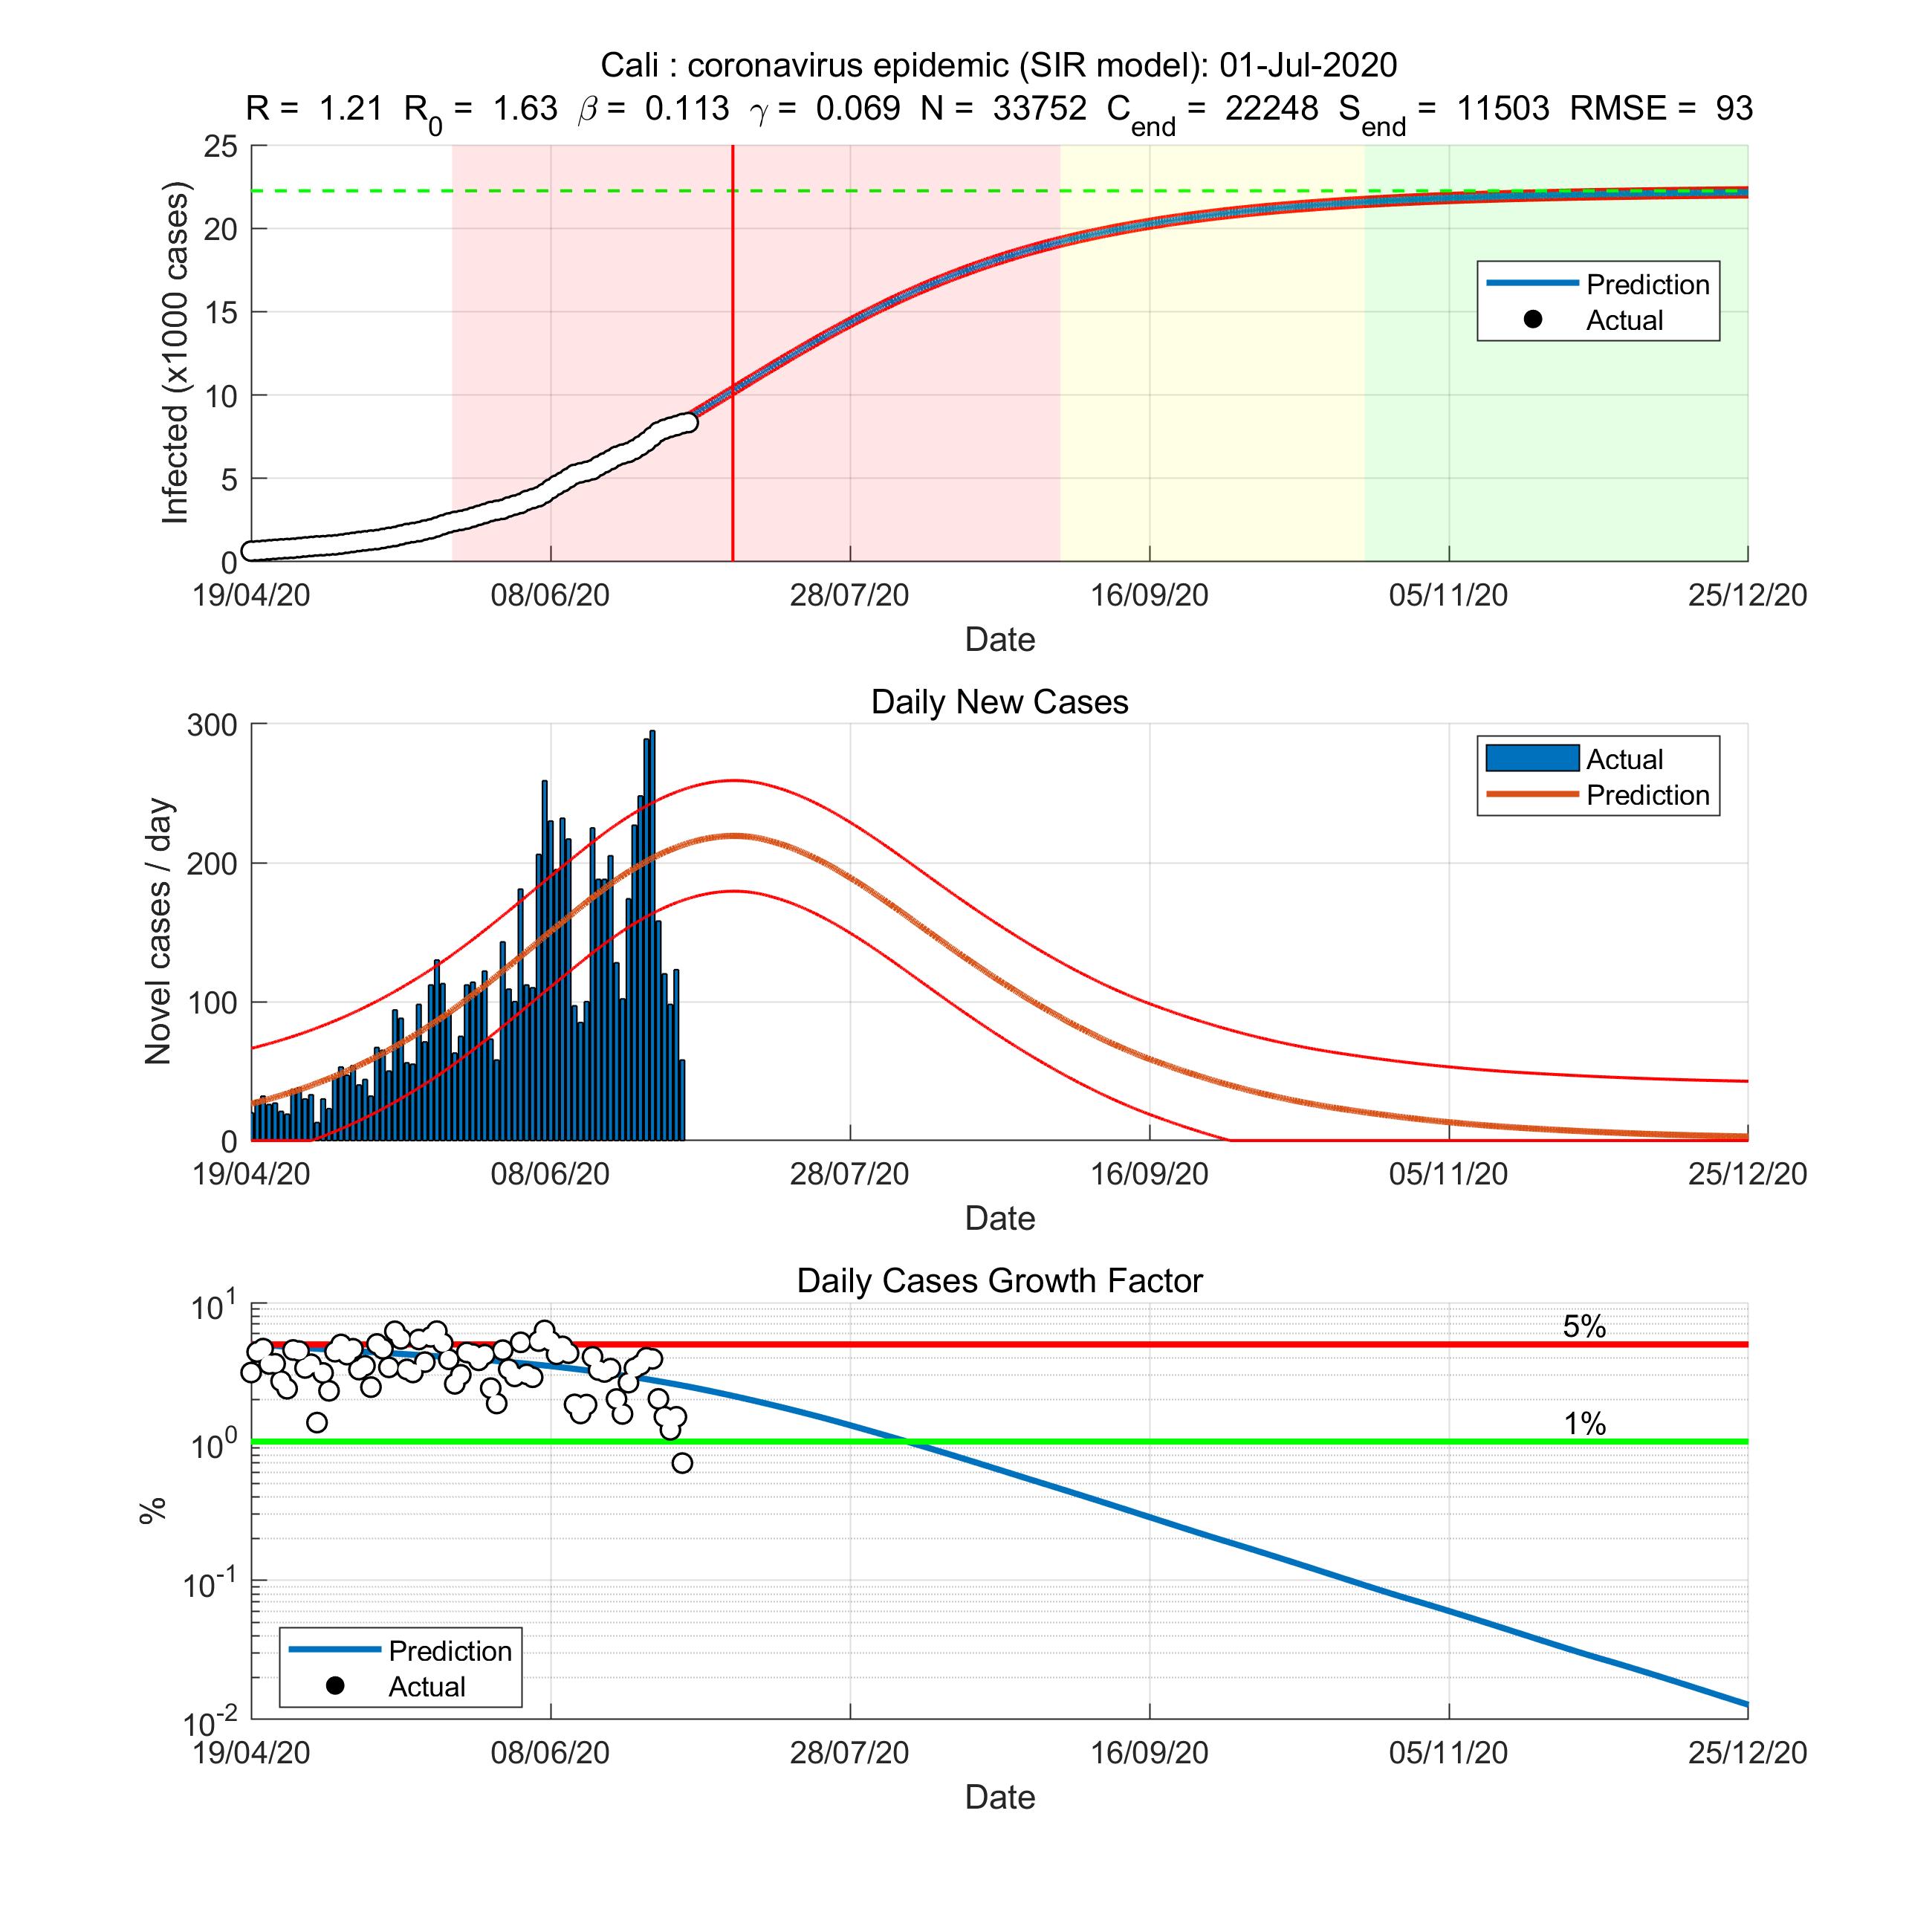 Cali : coronavirus epidemic (SIR model): 01-Jul-2020
R = 1.21 R0 = 1.63 β = 0.113 γ = 0.069 N = 33752 Cend = 22248 Send = 11503 RMSE = 93
Infected (x1000 cases)
25
20
15
10
5
0
Prediction
Actual
19/04/20 08/06/20 28/07/20 16/09/20 05/11/20 25/12/20
Date
Daily New Cases
Novel cases / day
300
200
100
0
Actual
Prediction
19/04/20 08/06/20 28/07/20 16/09/20 05/11/20 25/12/20
Date
Daily Cases Growth Factor
%
10^1
10^0
10^-1
10^-2
5%
1%
Prediction
Actual
19/04/20 08/06/20 28/07/20 16/09/20 05/11/20 25/12/20
Date